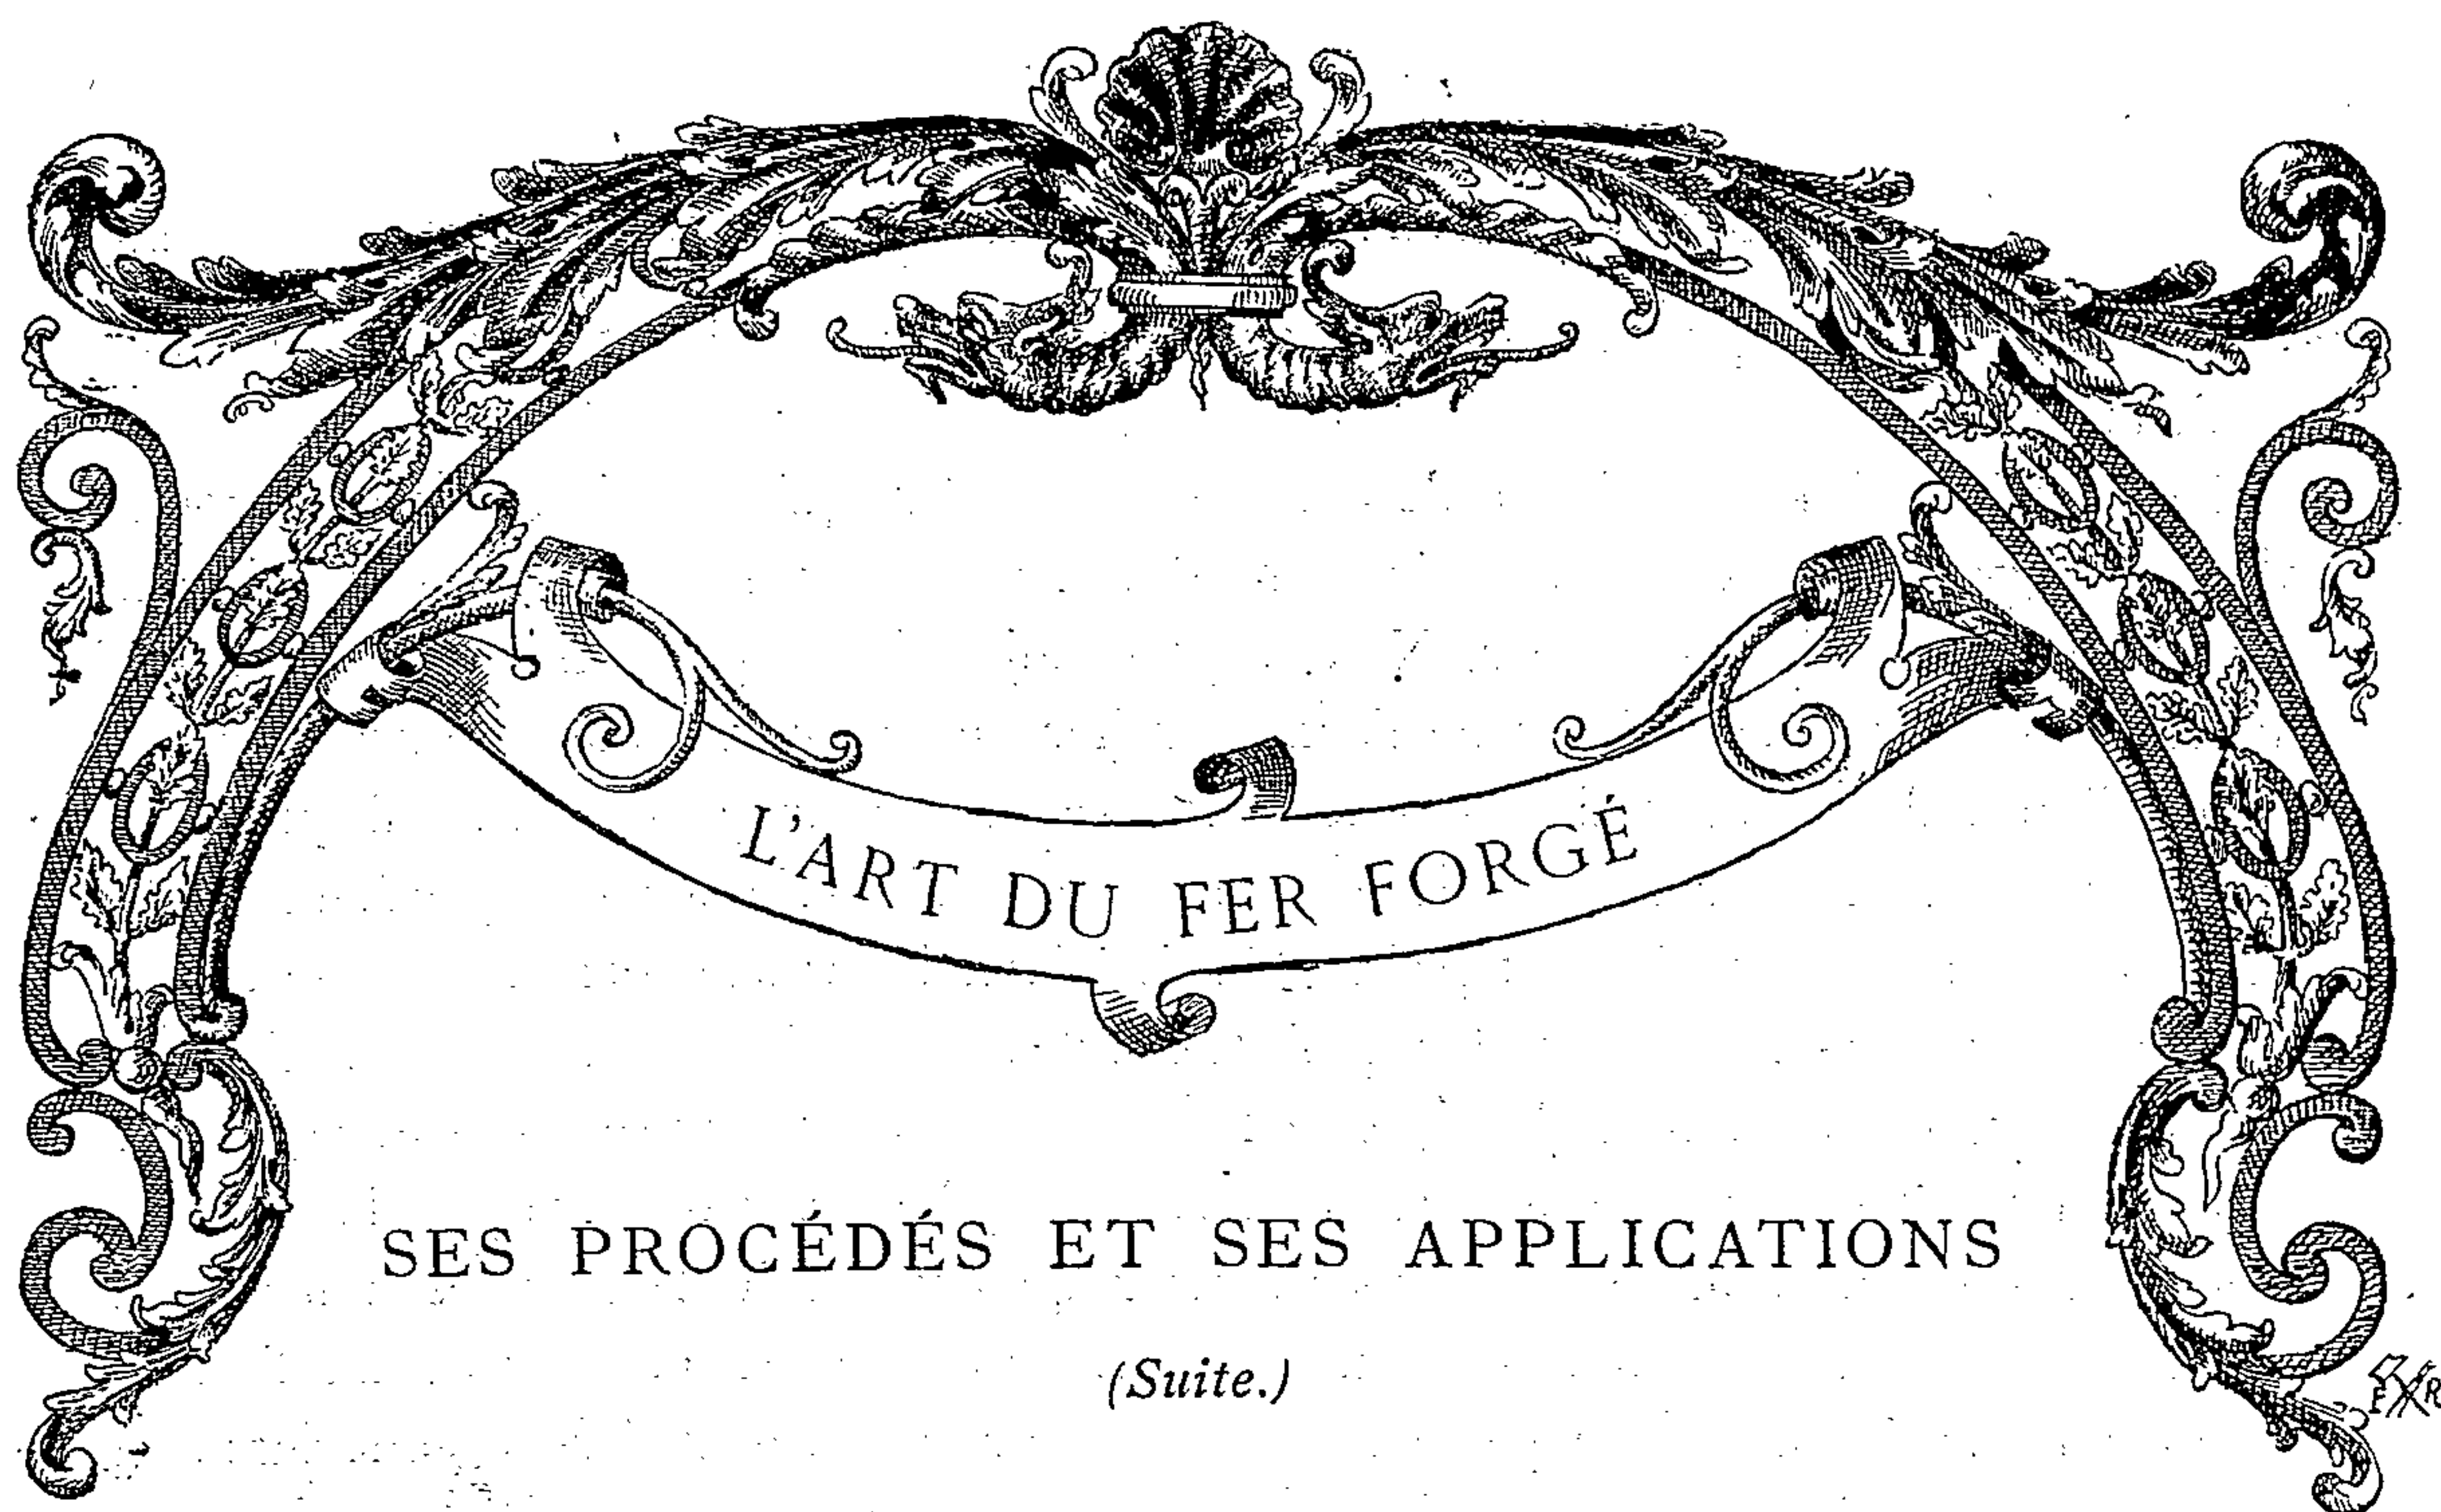 L'ART DU FER FORGÉ
SES PROCÉDÉS ET SES APPLICATIONS
(Suite.)